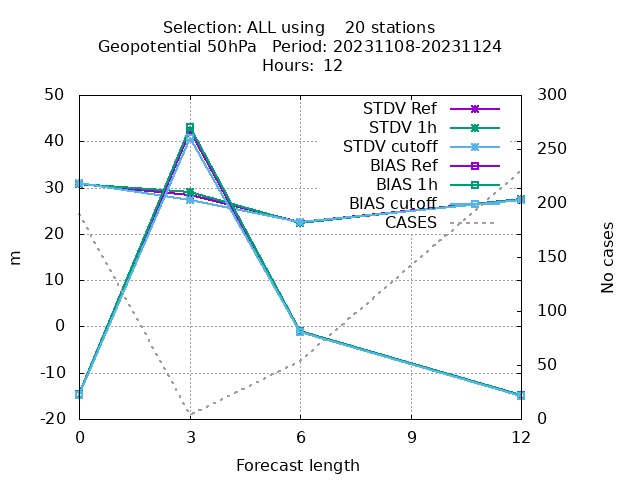 Selection: ALL using    20 stations
Geopotential 50hPa   Period: 20231108-20231124
Hours: 12
50
40
30
20
10
0
-10
-20
m
300
250
200
150
100
50
0
No cases
STDV Ref
STDV 1h
STDV cutoff
BIAS Ref
BIAS 1h
BIAS cutoff
CASES
0 3 6 9 12
Forecast length